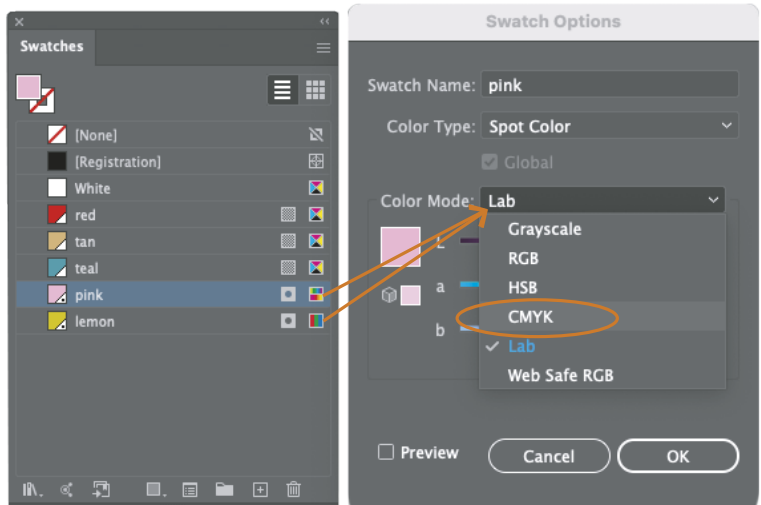 Swatches
[None]
[Registration]
White
red
tan
teal
pink
lemon
Swatch Options
Swatch Name: pink
Color Type: Spot Color
Global
Color Mode: Lab
Grayscale
RGB
HSB
CMYK
Lab
Web Safe RGB
L
a
b
Preview
Cancel
OK